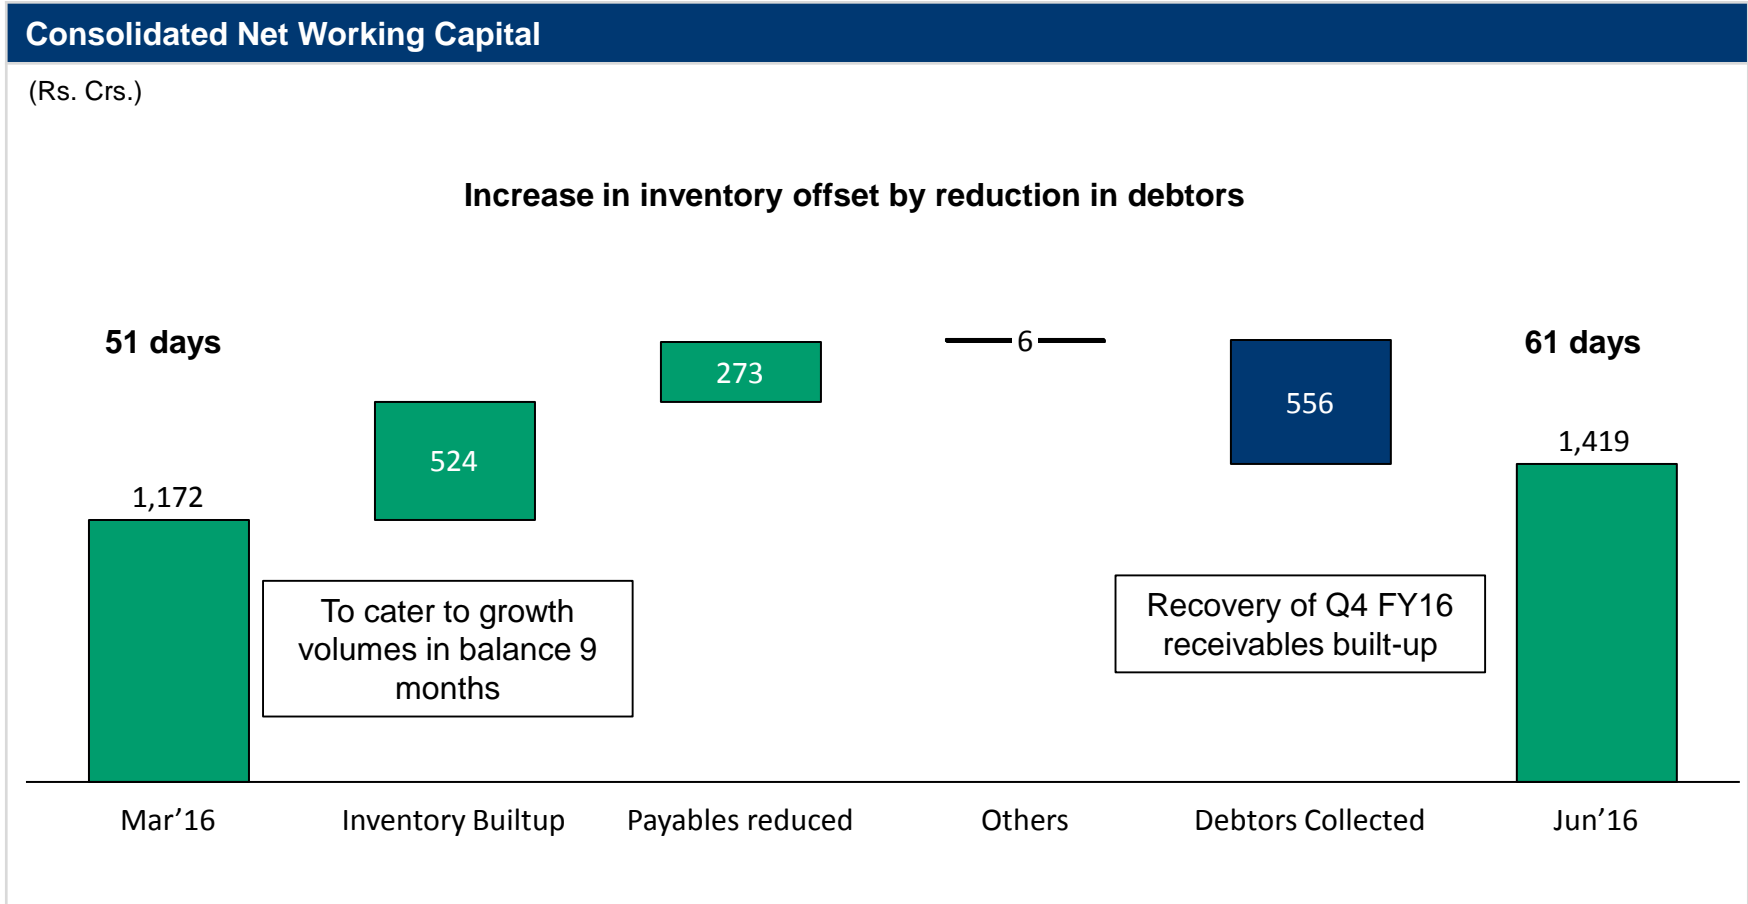 Consolidated Net Working Capital
(Rs. Crs.)
Increase in inventory offset by reduction in debtors
51 days
61 days
1,172
524
273
6
556
1,419
To cater to growth
volumes in balance 9
months
Recovery of Q4 FY16
receivables built-up
Mar’16
Inventory Builtup
Payables reduced
Others
Debtors Collected
Jun’16